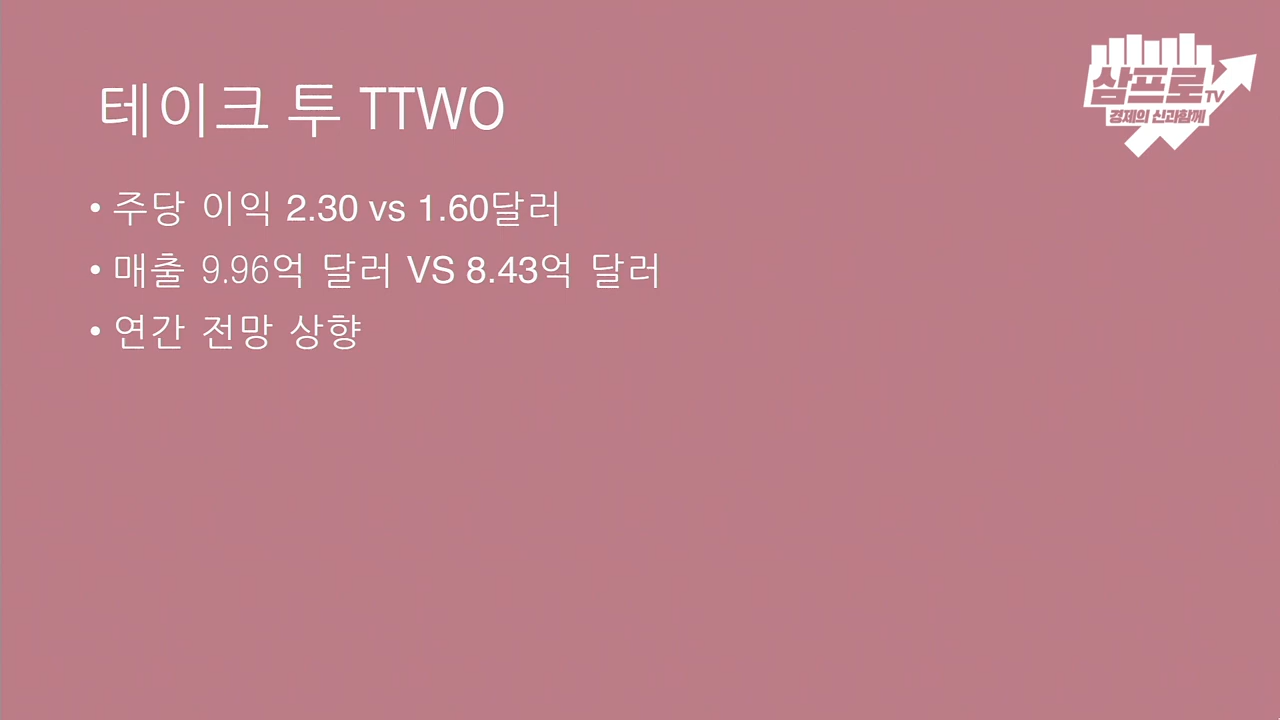 테이크 투 TTWO
삼프로TV
경제의 신과함께
• 주당 이익 2.30 vs 1.60달러
• 매출 9.96억 달러 VS 8.43억 달러
• 연간 전망 상향